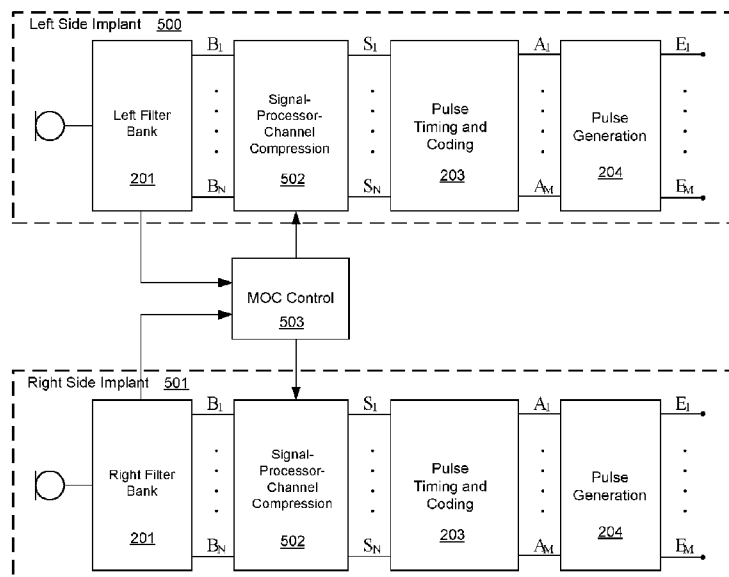 Left Side Implant 500
B1 S1 A1 E1
Left Filter
Bank
201
Signal-
Processor-
Channel
Compression
502
Pulse
Timing and
Coding
203
Pulse
Generation
204
BN SN AM EM
MOC Control
503
Right Side Implant 501
B1 S1 A1 E1
Right Filter
Bank
201
Signal-
Processor-
Channel
Compression
502
Pulse
Timing and
Coding
203
Pulse
Generation
204
BN SN AM EM